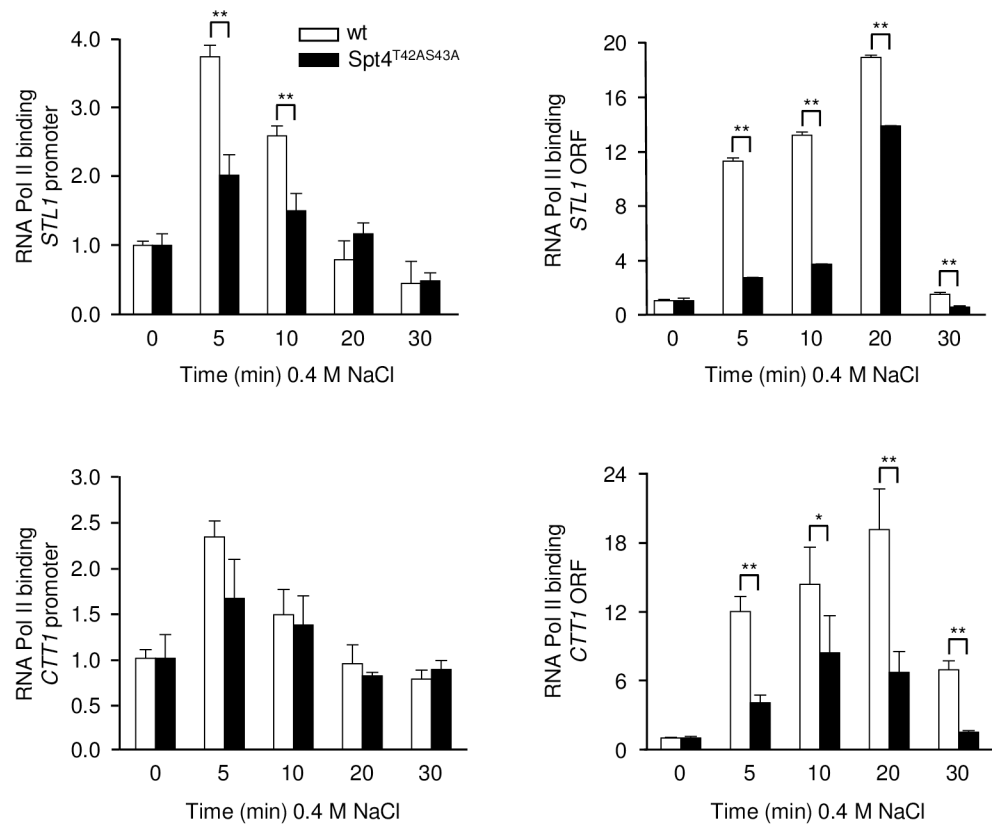 **
**
wt
Spt4T42AS43A
RNA Pol II binding
STL1 promoter
4.0
4.0
2.0
1.0
0.0
0 5 10 20 30
Time (min) 0.4 M NaCl
**
**
**
**
RNA Pol II binding
STL1 ORF
20
16
12
8
4
0
0 5 10 20 30
Time (min) 0.4 M NaCl
RNA Pol II binding
CTT1 promoter
3.0
2.5
2.0
1.5
1.0
0.5
0.0
0 5 10 20 30
Time (min) 0.4 M NaCl
**
*
**
**
RNA Pol II binding
CTT1 ORF
24
18
12
6
0
0 5 10 20 30
Time (min) 0.4 M NaCl